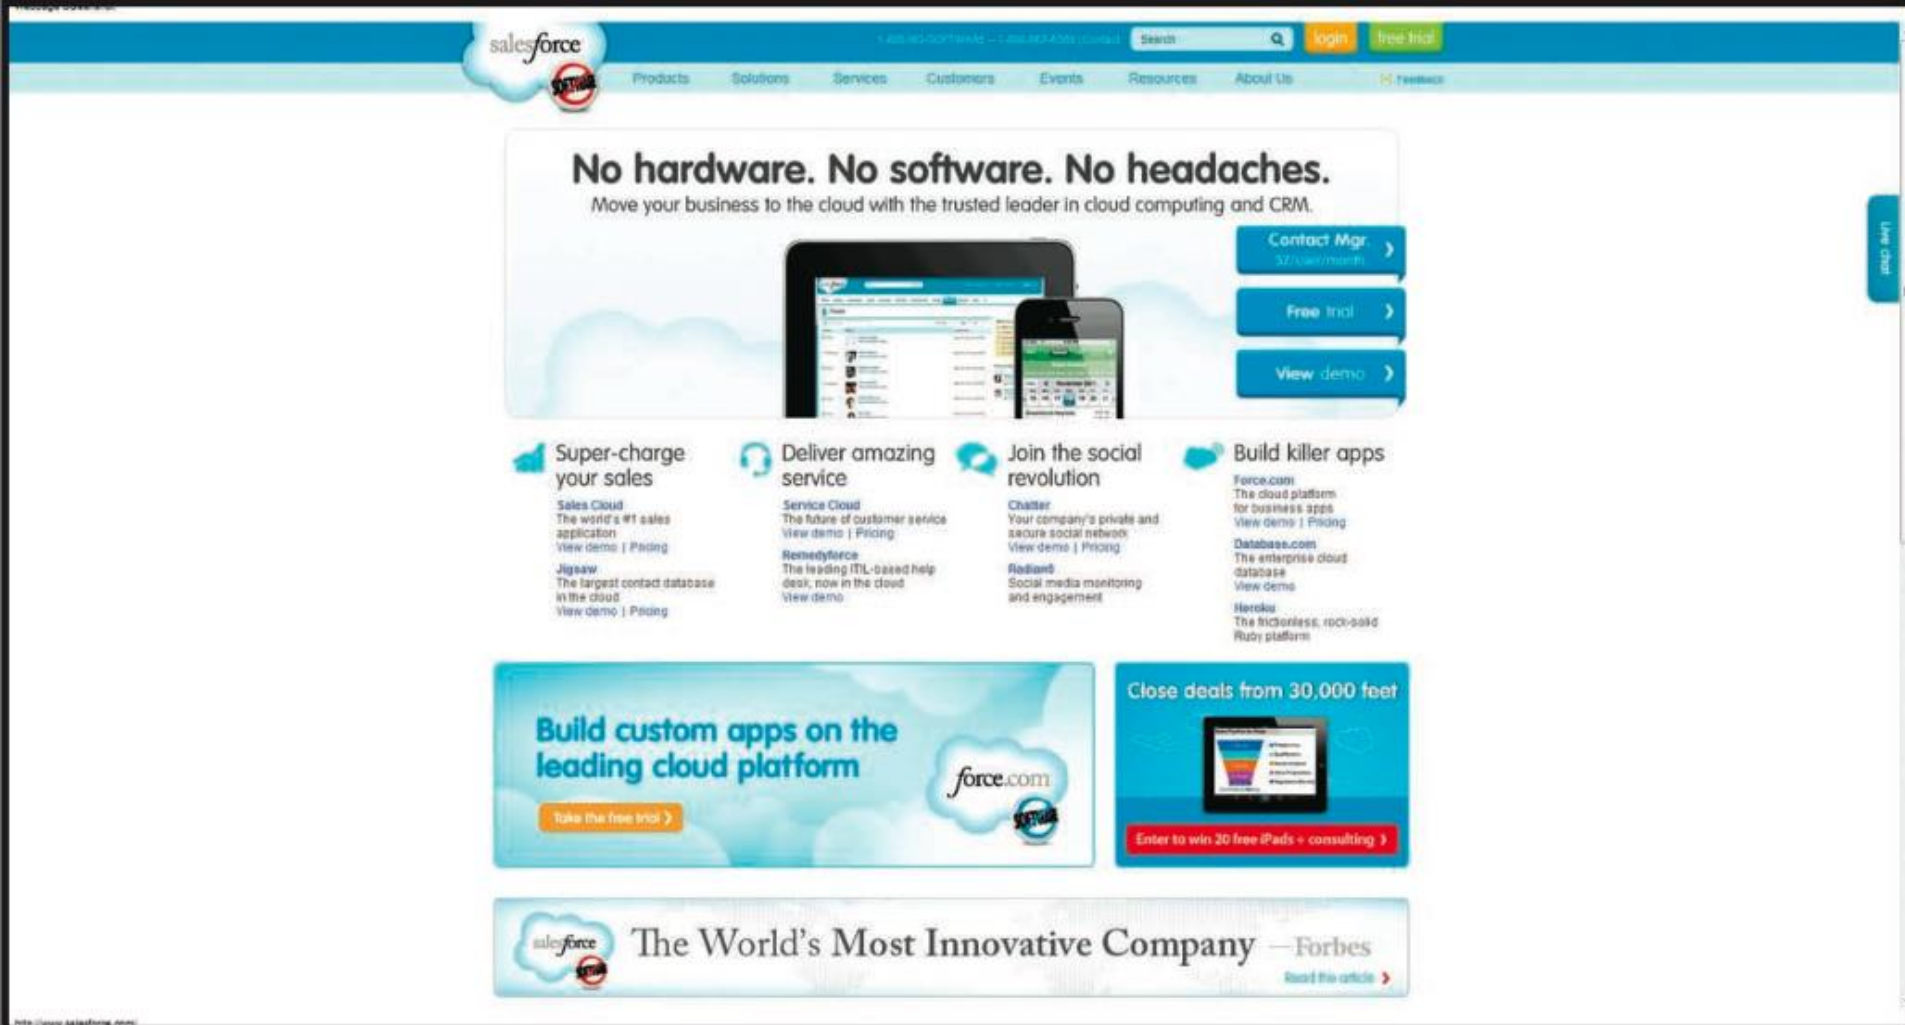 salesforce
Search
login
free trial
Products Solutions Services Customers Events Resources About Us Feedback
No hardware. No software. No headaches.
Move your business to the cloud with the trusted leader in cloud computing and CRM.
Contact Mgr.
Free trial
View demo
Live chat
Super-charge
your sales
Sales Cloud
The world's #1 sales
application
View demo | Pricing
Jigsaw
The largest contact database
in the cloud
View demo | Pricing
Deliver amazing
service
Service Cloud
The future of customer service
View demo | Pricing
Remedyforce
The leading ITIL-based help
desk, now in the cloud
View demo
Join the social
revolution
Chatter
Your company's private and
secure social network
View demo | Pricing
Radian6
Social media monitoring
and engagement
Build killer apps
Force.com
The cloud platform
for business apps
View demo | Pricing
Database.com
The enterprise cloud
database
View demo
Heroku
The frictionless, rock-solid
Ruby platform
Build custom apps on the
leading cloud platform
Take the free trial
force.com
Close deals from 30,000 feet
Enter to win 20 free iPads + consulting
salesforce
The World's Most Innovative Company — Forbes
Read the article